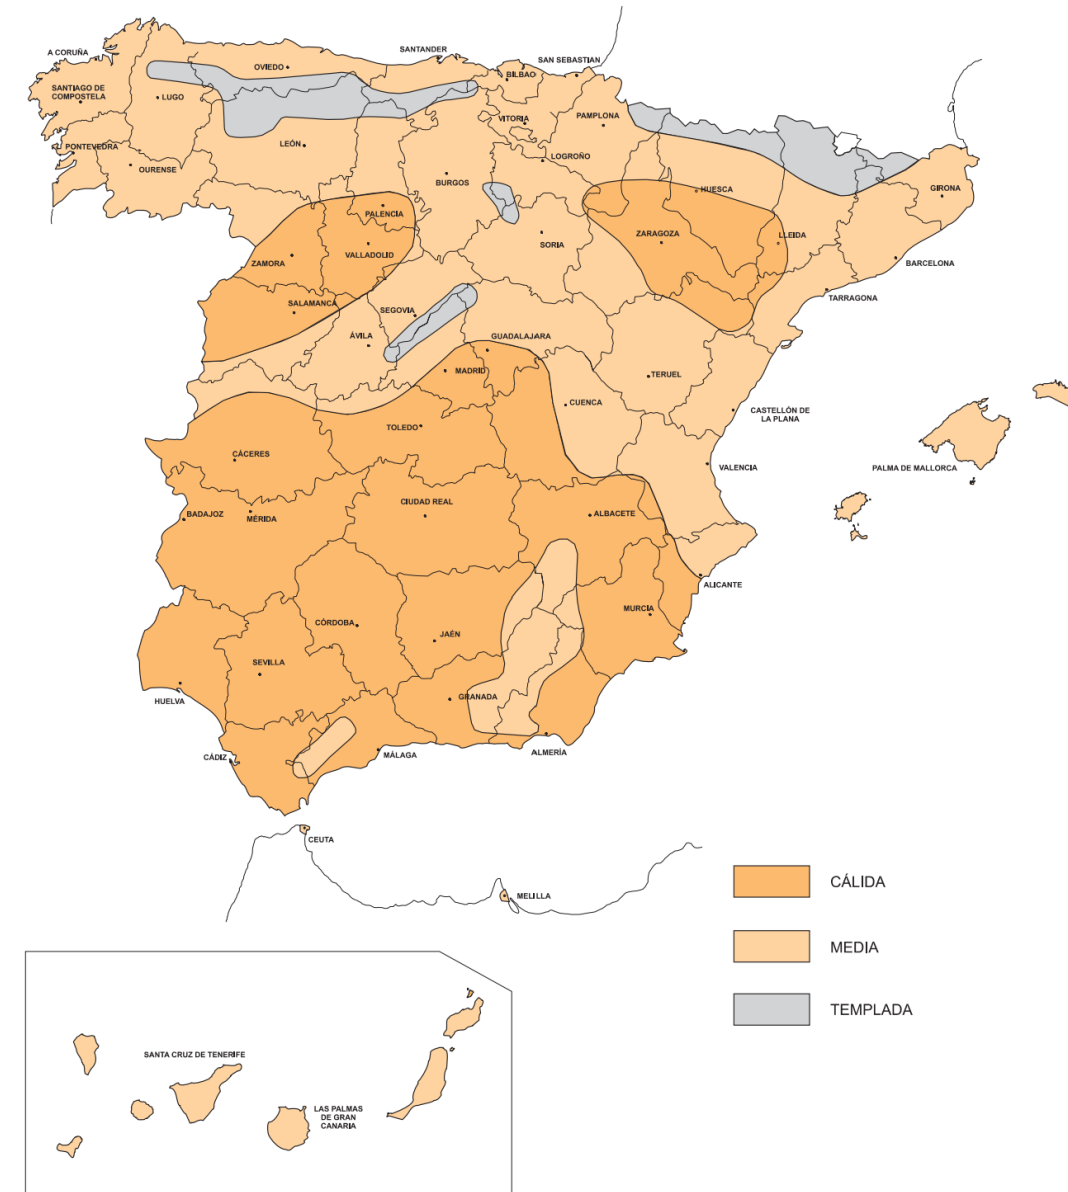 A CORUÑA
SANTANDER
SAN SEBASTIAN
OVIEDO
BILBAO
SANTIAGO DE
COMPOSTELA
LUGO
VITORIA
PAMPLONA
PONTEVEDRA
LEÓN
LOGROÑO
OURENSE
BURGOS
HUESCA
GIRONA
PALENCIA
ZARAGOZA
LLEIDA
SORIA
VALLADOLID
ZAMORA
BARCELONA
SALAMANCA
SEGOVIA
TARRAGONA
ÁVILA
GUADALAJARA
MADRID
TERUEL
CUENCA
CASTELLÓN DE
LA PLANA
TOLEDO
CÁCERES
VALENCIA
PALMA DE MALLORCA
CIUDAD REAL
BADAJOZ
MÉRIDA
ALBACETE
ALICANTE
MURCIA
CÓRDOBA
JAÉN
SEVILLA
GRANADA
HUELVA
CÁDIZ
MÁLAGA
ALMERÍA
CEUTA
MELILLA
CÁLIDA
MEDIA
TEMPLADA
SANTA CRUZ DE TENERIFE
LAS PALMAS
DE GRAN
CANARIA